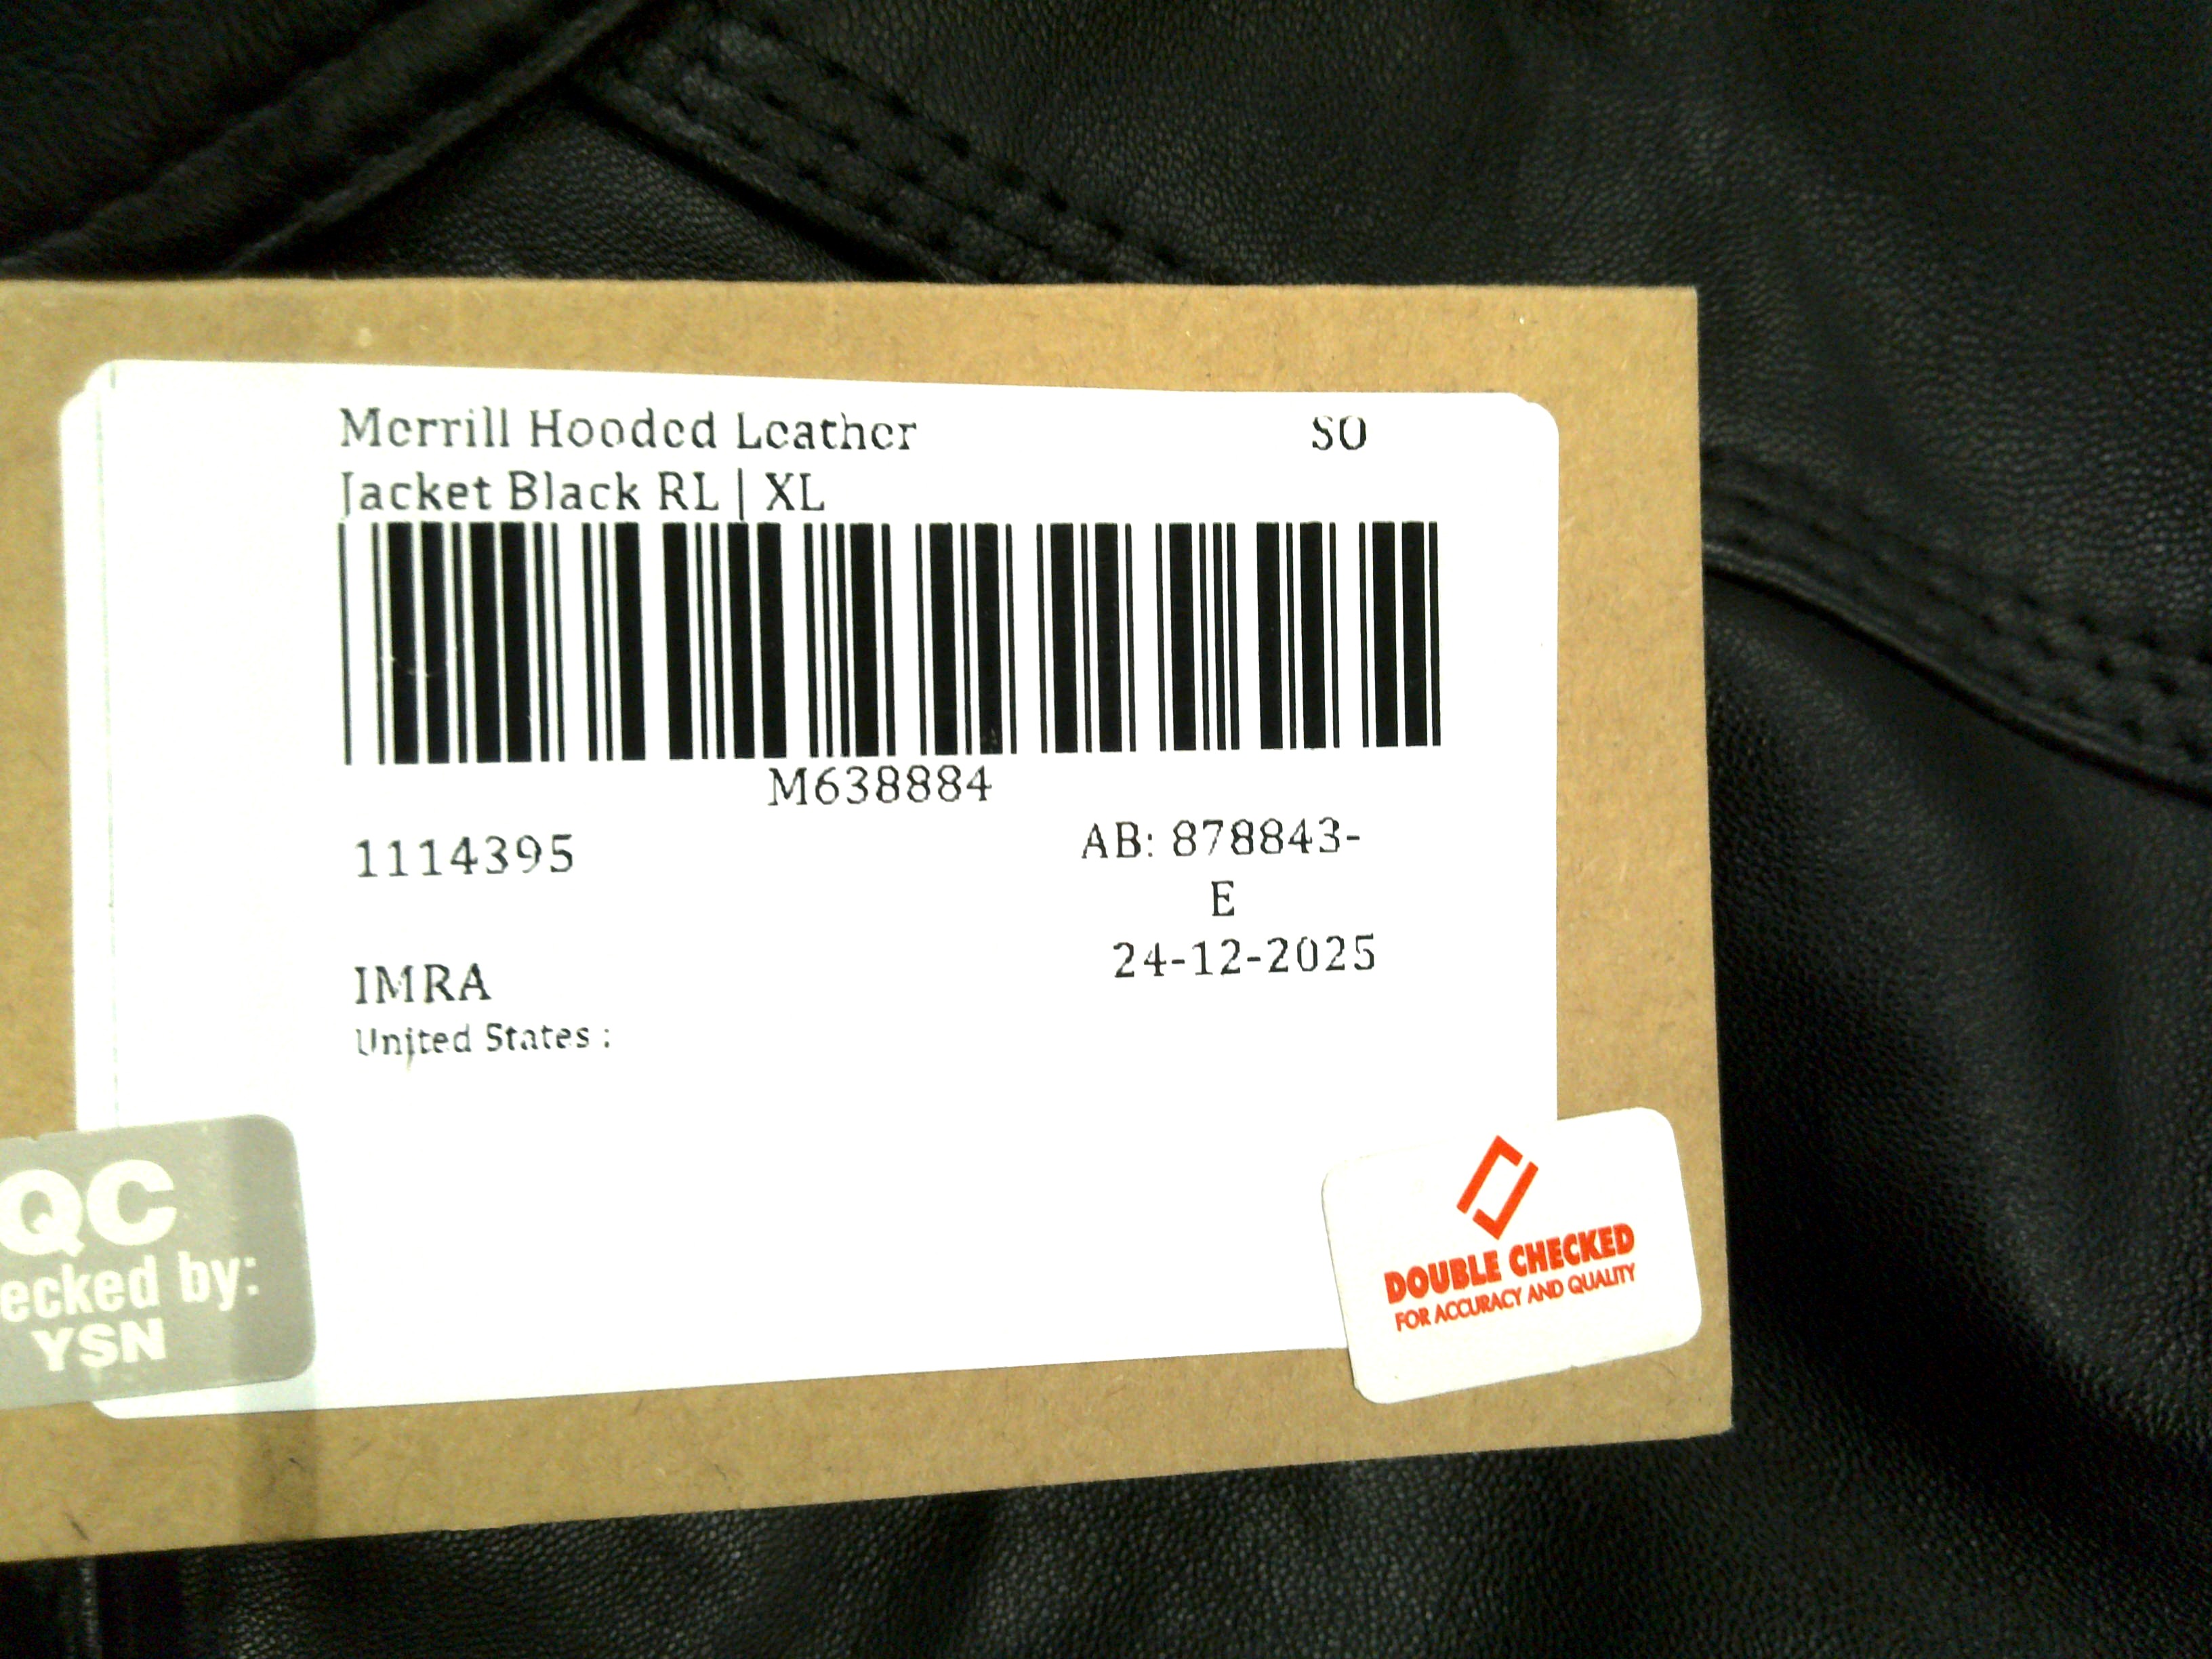 Merrill Hooded Leather SO
Jacket Black RL | XL
M638884
1114395
AB: 878843-
E
24-12-2025
IMRA
United States :
QC
ecked by:
YSN
DOUBLE CHECKED
FOR ACCURACY AND QUALITY